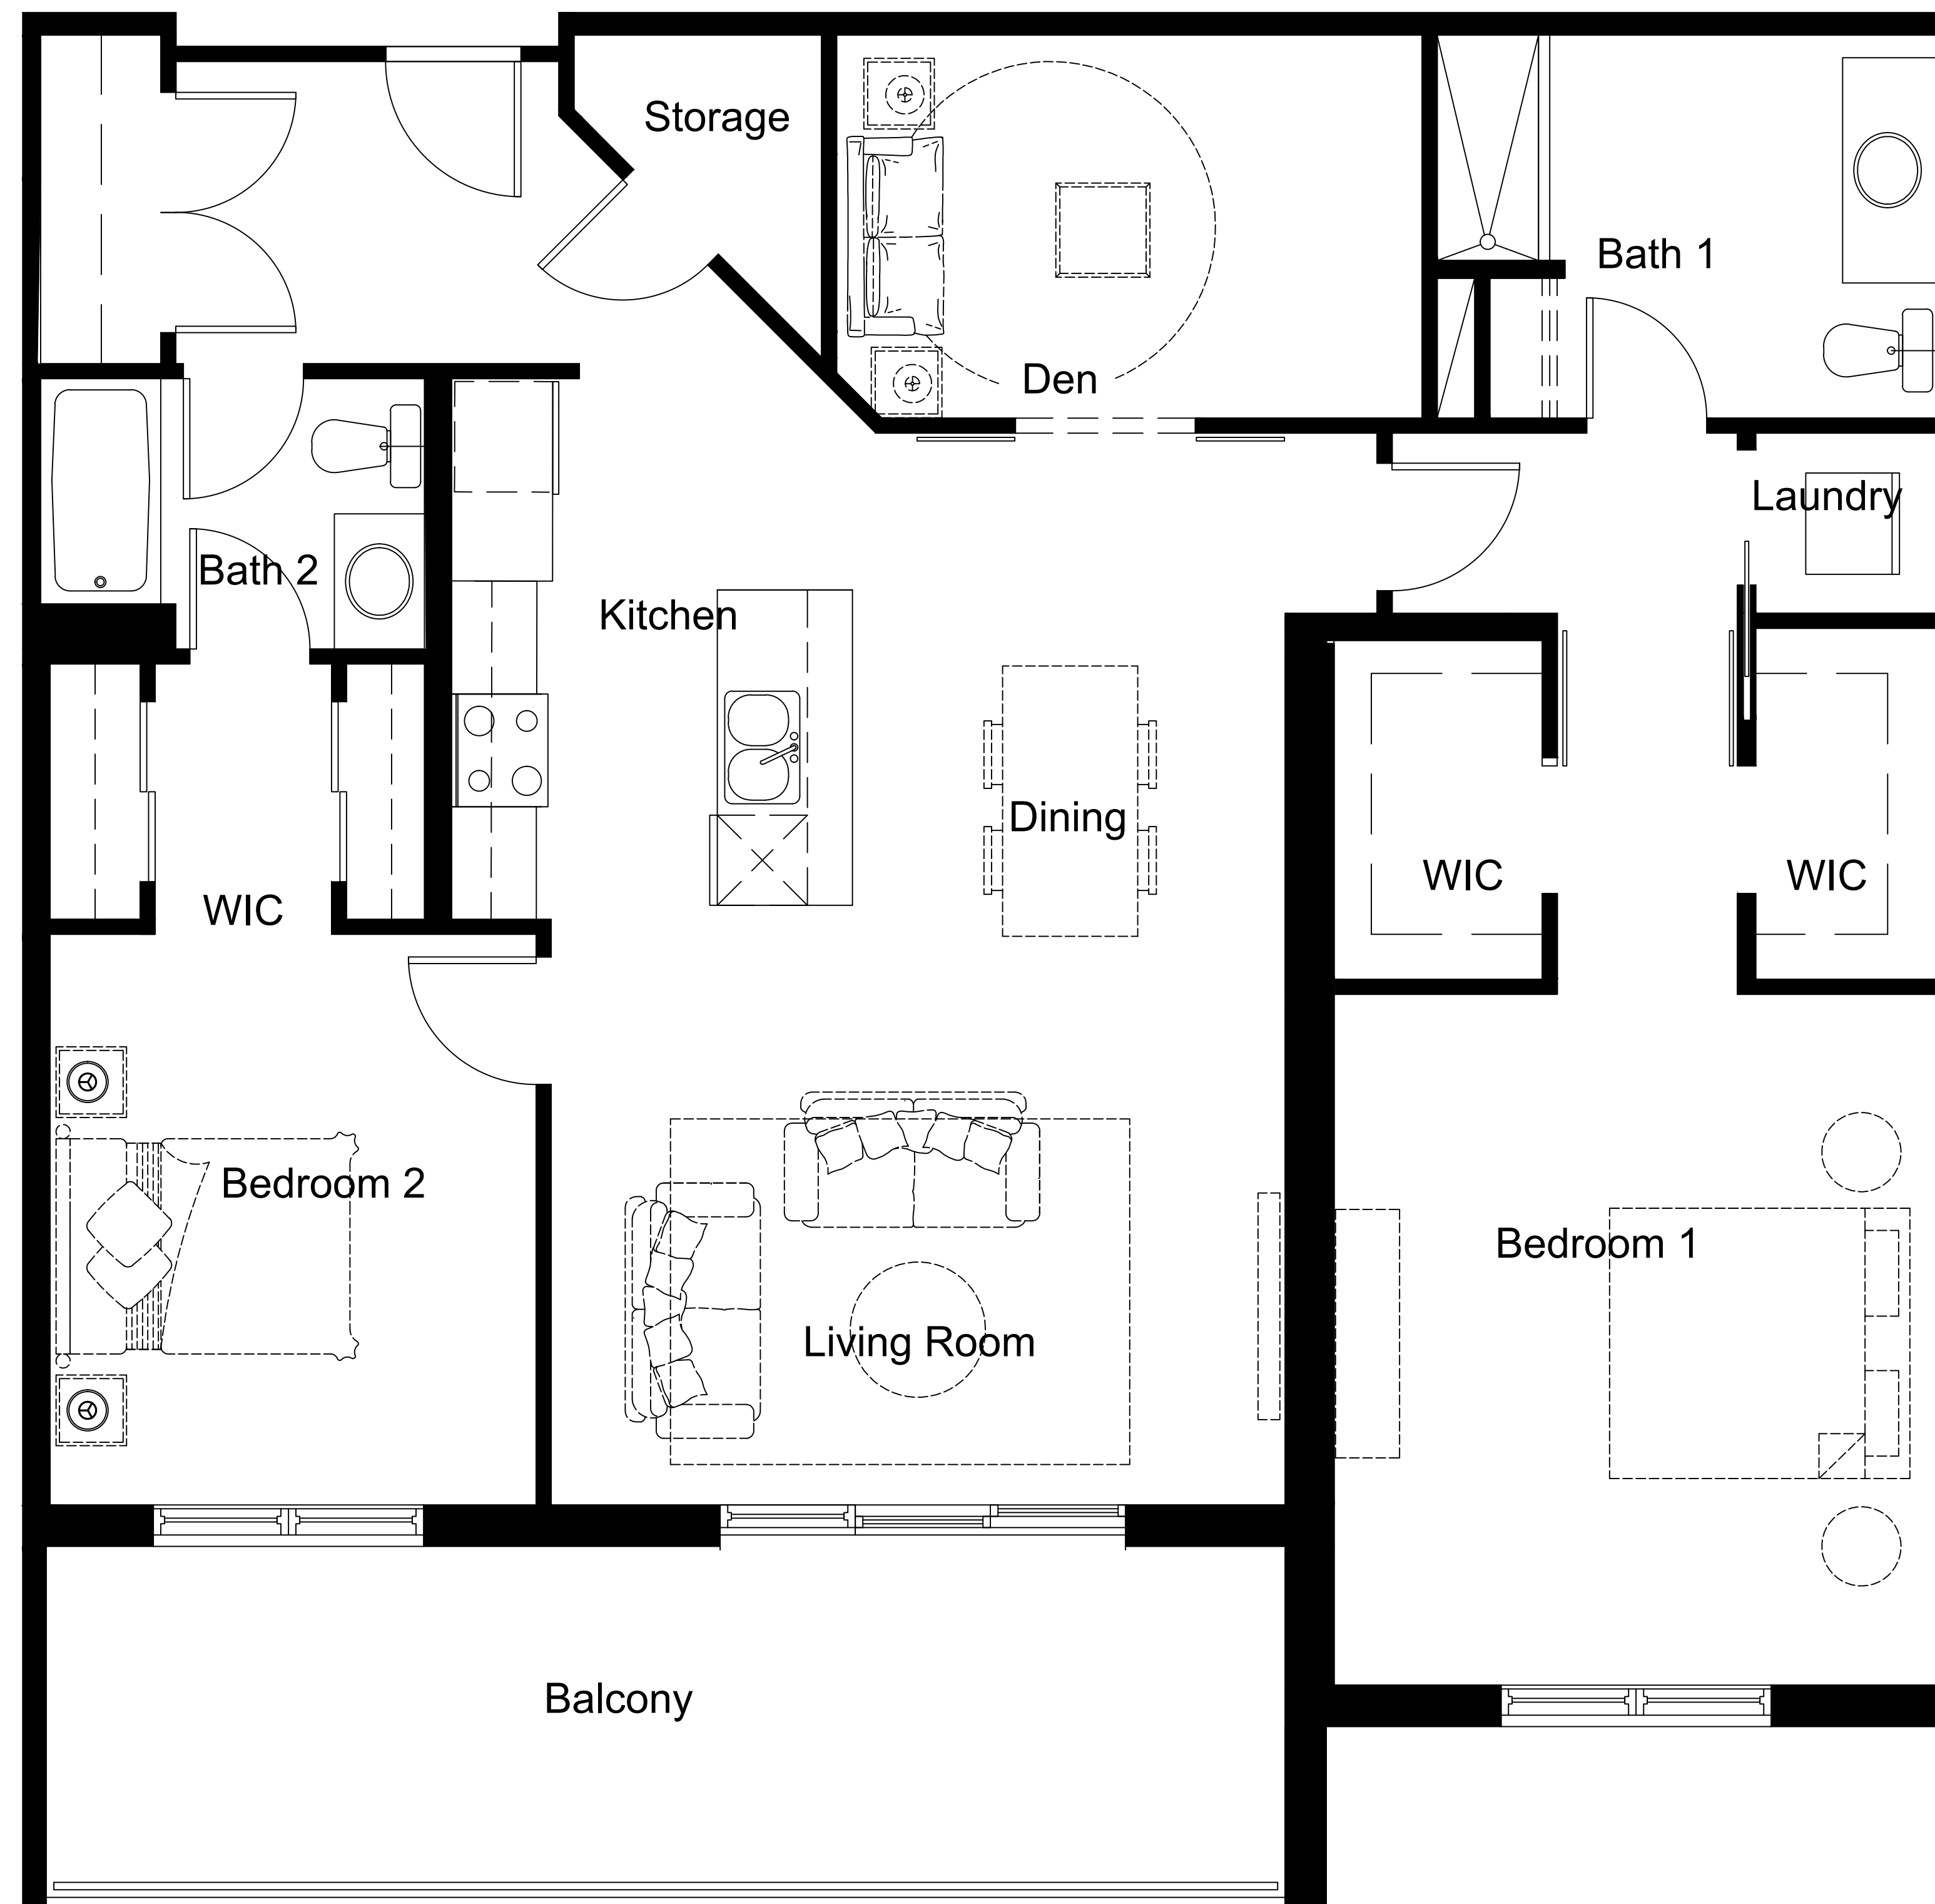 Storage
Bath 1
Den
Laundry
Bath 2
Kitchen
Dining
WIC
WIC
WIC
Bedroom 2
Bedroom 1
Living Room
Balcony